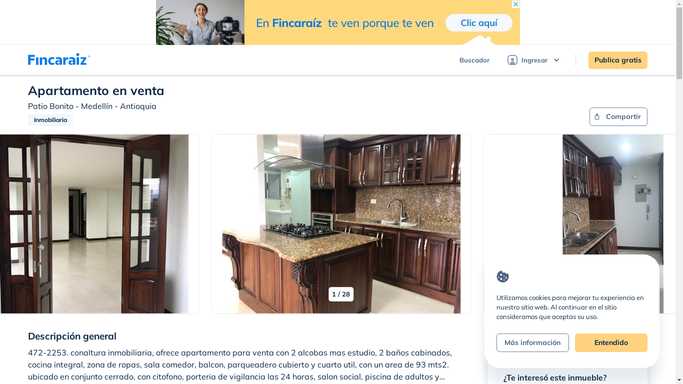 En Fincaraíz te ven porque te ven
Clic aquí
Fincaraiz
Buscador
Ingresar
Publica gratis
Apartamento en venta
Patio Bonito - Medellín - Antioquia
Inmobiliaria
Compartir
1 / 28
Utilizamos cookies para mejorar tu experiencia en
nuestro sitio web. Al continuar en el sitio
consideramos que aceptas su uso.
Más información
Entendido
Descripción general
472-2253. conaltura inmobiliaria, ofrece apartamento para venta con 2 alcobas mas estudio, 2 baños cabinados,
cocina integral, zona de ropas, sala comedor, balcon, parqueadero cubierto y cuarto util, con un area de 93 mts2.
ubicado en conjunto cerrado, con citofono, porteria de vigilancia las 24 horas, salon social, piscina de adultos y...
¿Te interesó este inmueble?